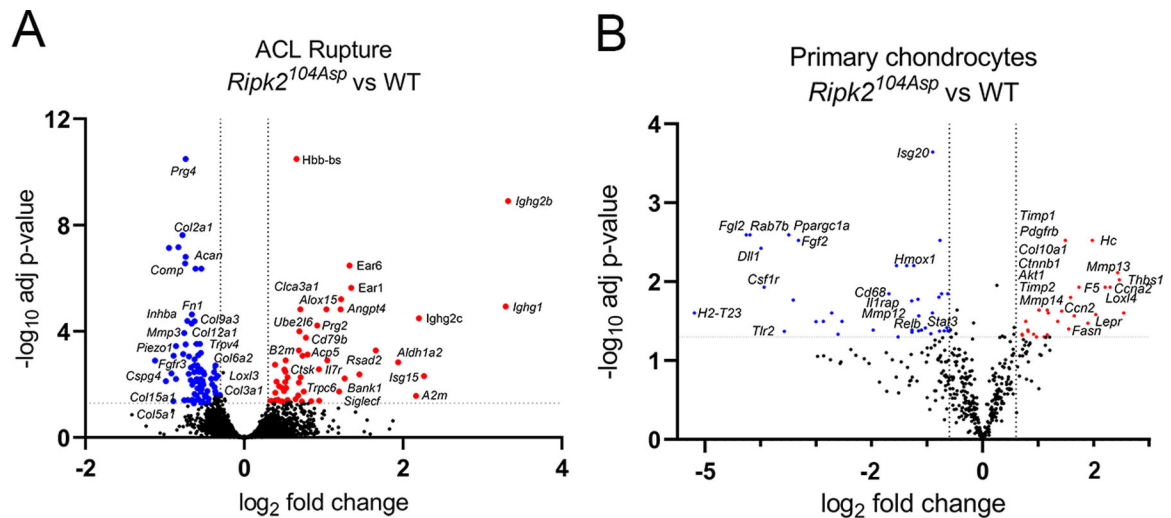 A
ACL Rupture
Ripk2104Asp vs WT
-log10 adj p-value
12
8
4
0
-2
0
2
4
log2 fold change
Prg4
Hbb-bs
Ighg2b
Col2a1
Acan
Comp
Ear6
Ear1
Clca3a1
Alox15
Angpt4
Ighg1
Fn1
Inhba
Col9a3
Ube2l6
Prg2
Ighg2c
Mmp3
Col12a1
Cd79b
Piezo1
Trpv4
B2m
Acp5
Rsad2
Aldh1a2
Fgfr3
Col6a2
Ctsk
Il7r
Isg15
Cspg4
Loxl3
Trpc6
Bank1
A2m
Col15a1
Col3a1
Siglecf
Col5a1
B
Primary chondrocytes
Ripk2104Asp vs WT
-log10 adj p-value
4
3
2
1
0
-5
-2
0
2
log2 fold change
Isg20
Fgl2
Rab7b
Ppargc1a
Fgf2
Dll1
Hmox1
Csf1r
Cd68
Il1rap
H2-T23
Mmp12
Tlr2
Relb
Stat3
Timp1
Pdgfrb
Col10a1
Ctnnb1
Akt1
Timp2
Mmp14
Hc
Mmp13
Thbs1
F5
Ccna2
Loxl4
Ccn2
Lepr
Fasn